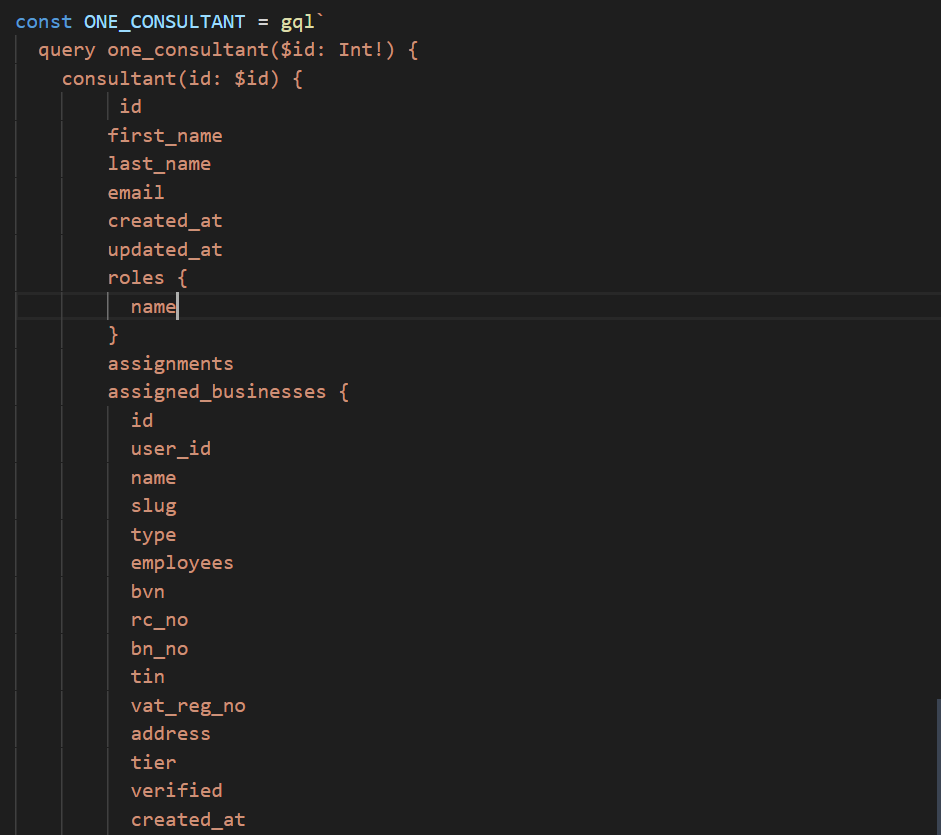 const ONE_CONSULTANT = gql`
query one_consultant($id: Int!) {
consultant(id: $id) {
id
first_name
last_name
email
created_at
updated_at
roles {
name
}
assignments
assigned_businesses {
id
user_id
name
slug
type
employees
bvn
rc_no
bn_no
tin
vat_reg_no
address
tier
verified
created_at